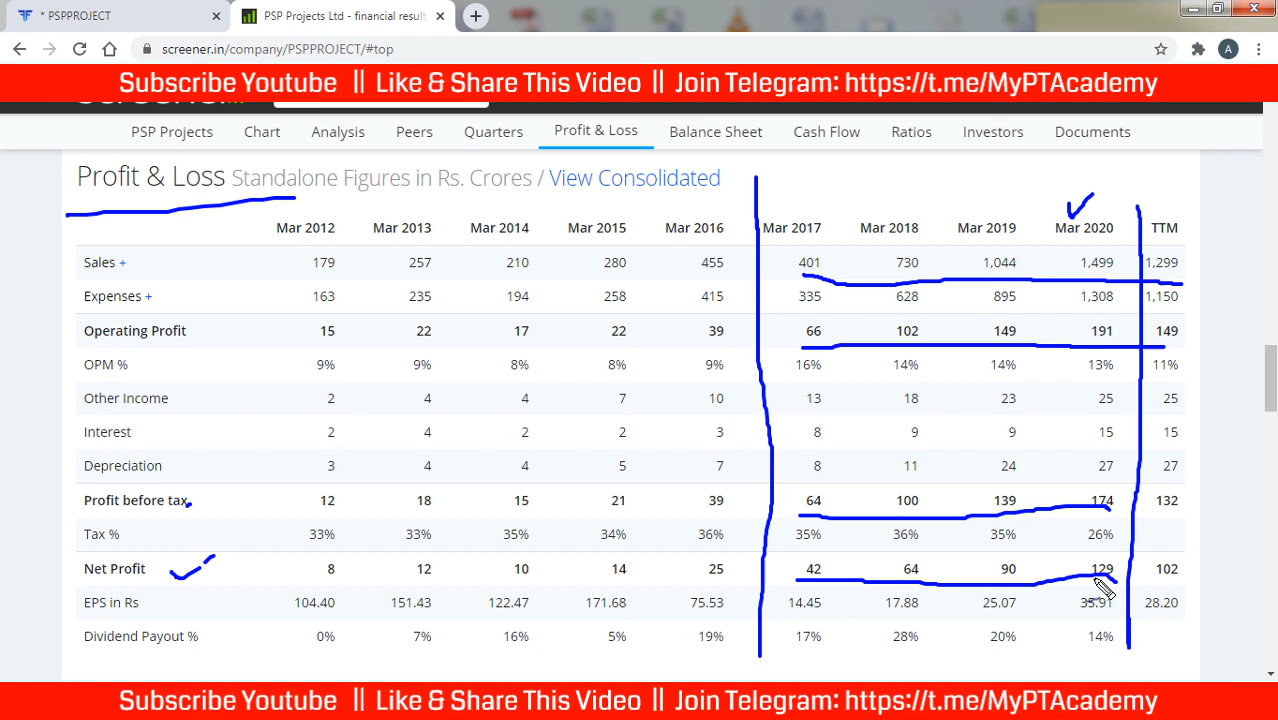 * PSPPROJECT
PSP Projects Ltd - financial result
screener.in/company/PSPPROJECT/#top
A
Subscribe Youtube || Like & Share This Video || Join Telegram: https://t.me/MyPTAcademy
PSP Projects Chart Analysis Peers Quarters Profit & Loss Balance Sheet Cash Flow Ratios Investors Documents
Profit & Loss Standalone Figures in Rs. Crores / View Consolidated
Mar 2012 Mar 2013 Mar 2014 Mar 2015 Mar 2016 Mar 2017 Mar 2018 Mar 2019 Mar 2020 TTM
Sales + 179 257 210 280 455 401 730 1,044 1,499 1,299
Expenses + 163 235 194 258 415 335 628 895 1,308 1,150
Operating Profit 15 22 17 22 39 66 102 149 191 149
OPM % 9% 9% 8% 8% 9% 16% 14% 14% 13% 11%
Other Income 2 4 4 7 10 13 18 23 25 25
Interest 2 4 2 2 3 8 9 9 15 15
Depreciation 3 4 4 5 7 8 11 24 27 27
Profit before tax 12 18 15 21 39 64 100 139 174 132
Tax % 33% 33% 35% 34% 36% 35% 36% 35% 26%
Net Profit 8 12 10 14 25 42 64 90 129 102
EPS in Rs 104.40 151.43 122.47 171.68 75.53 14.45 17.88 25.07 35.91 28.20
Dividend Payout % 0% 7% 16% 5% 19% 17% 28% 20% 14%
Subscribe Youtube || Like & Share This Video || Join Telegram: https://t.me/MyPTAcademy